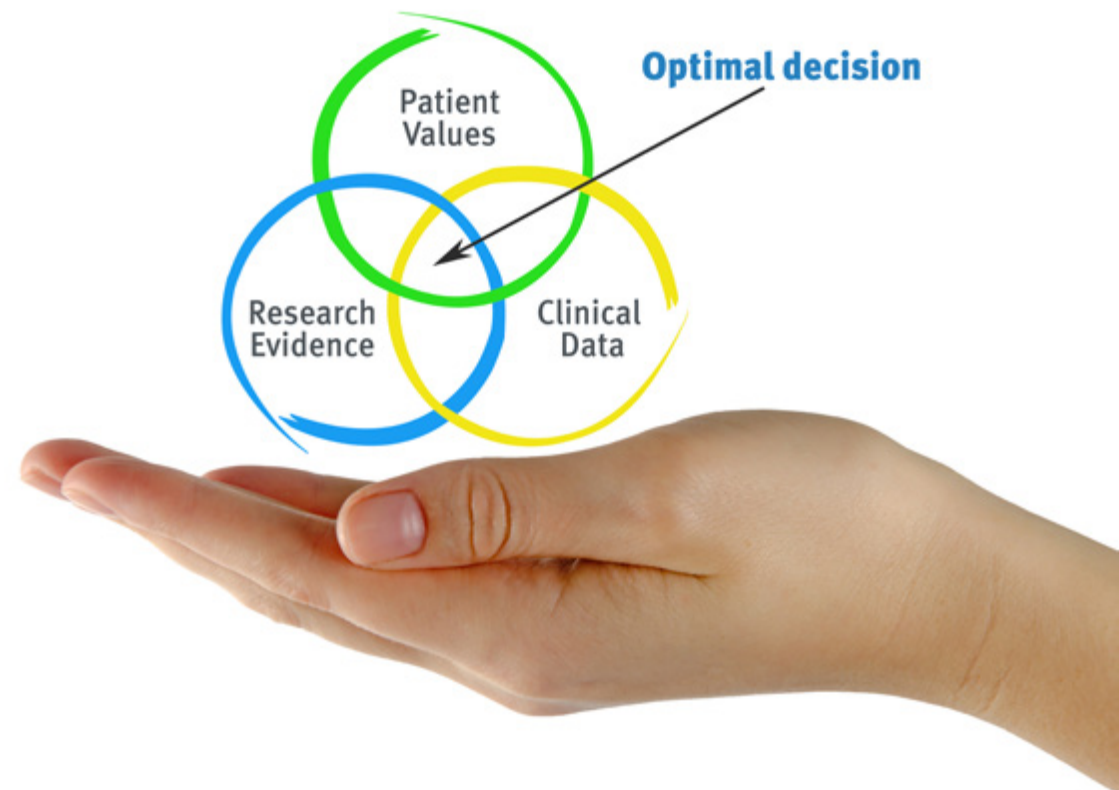 Optimal decision
Patient
Values
Research
Evidence
Clinical
Data